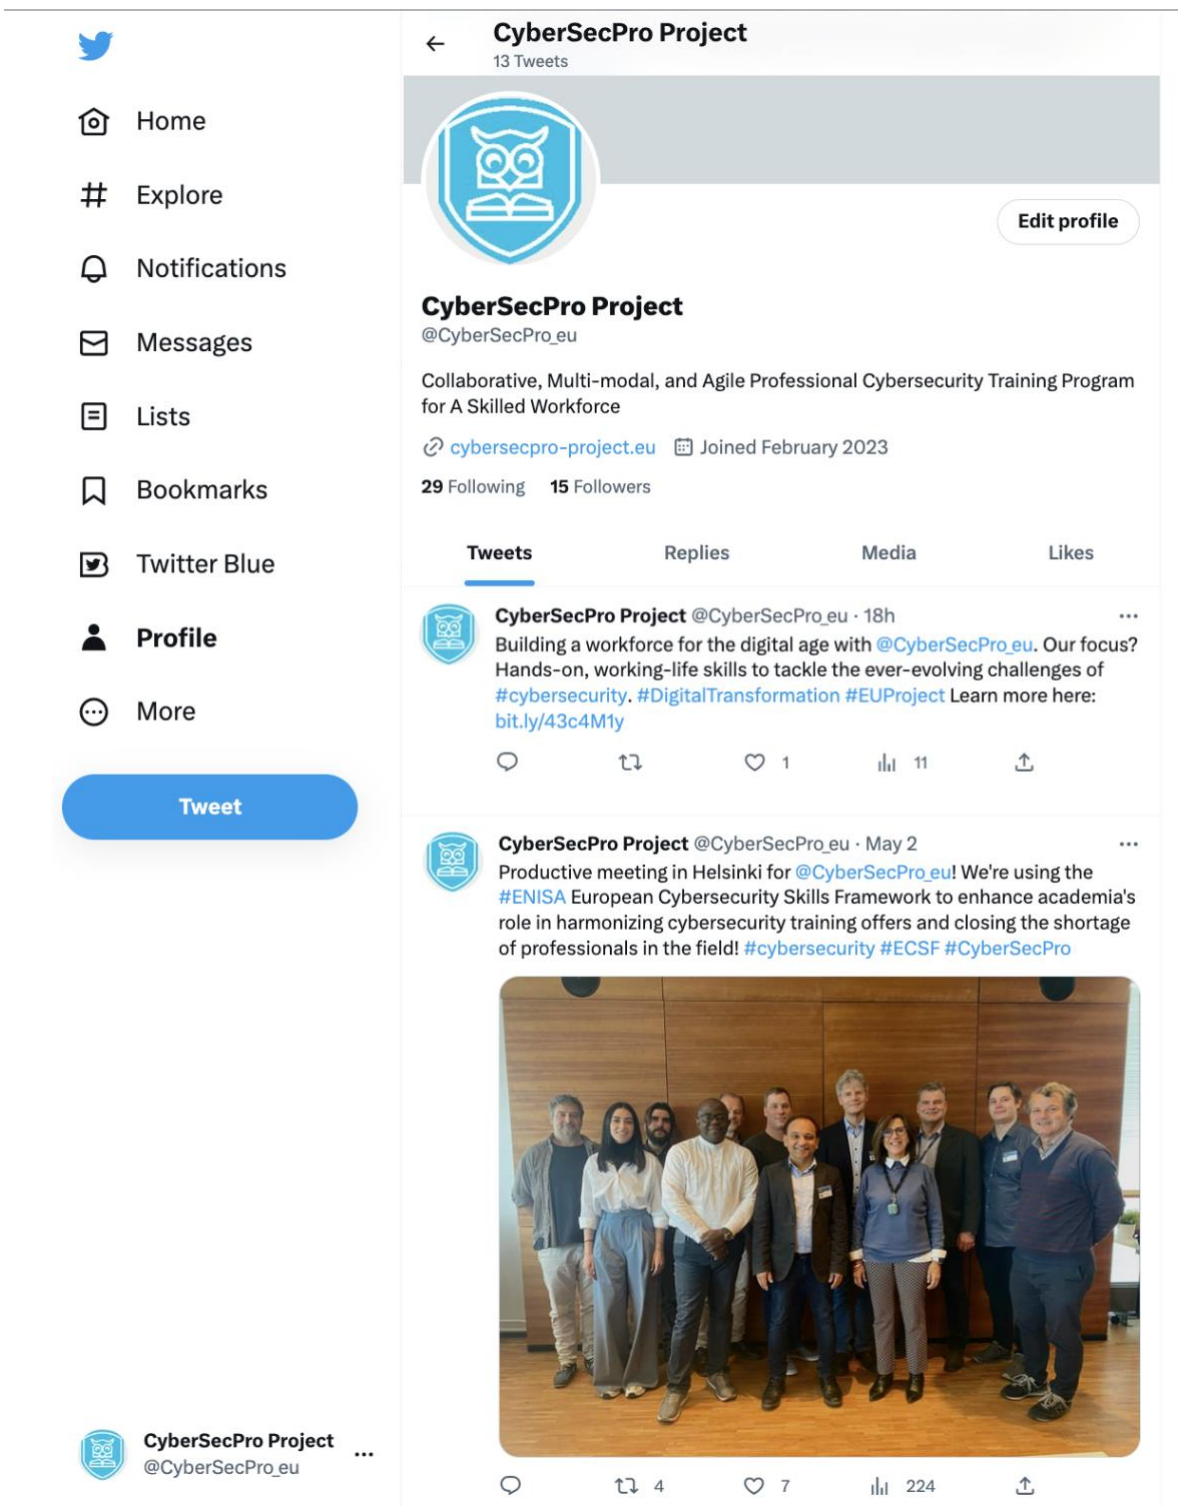 CyberSecPro Project
13 Tweets
Home
Explore
Notifications
Messages
Lists
Bookmarks
Twitter Blue
Profile
More
Tweet
Edit profile
CyberSecPro Project
@CyberSecPro_eu
Collaborative, Multi-modal, and Agile Professional Cybersecurity Training Program
for A Skilled Workforce
cybersecpro-project.eu Joined February 2023
29 Following 15 Followers
Tweets Replies Media Likes
CyberSecPro Project @CyberSecPro_eu · 18h
Building a workforce for the digital age with @CyberSecPro_eu. Our focus?
Hands-on, working-life skills to tackle the ever-evolving challenges of
#cybersecurity. #DigitalTransformation #EUProject Learn more here:
bit.ly/43c4M1y
1 11
CyberSecPro Project @CyberSecPro_eu · May 2
Productive meeting in Helsinki for @CyberSecPro_eu! We're using the
#ENISA European Cybersecurity Skills Framework to enhance academia's
role in harmonizing cybersecurity training offers and closing the shortage
of professionals in the field! #cybersecurity #ECSF #CyberSecPro
4 7 224
CyberSecPro Project
@CyberSecPro_eu